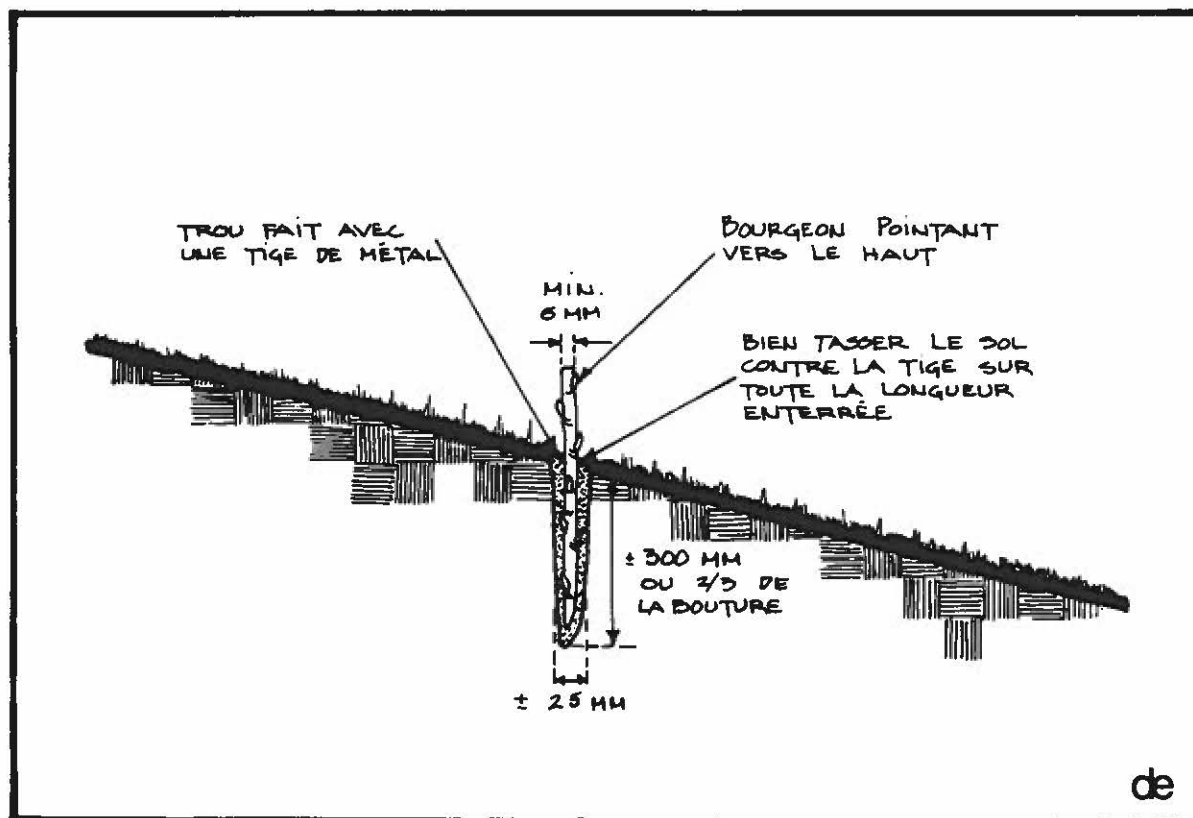 TROU FAIT AVEC
UNE TIGE DE MÉTAL
BOURGEON POINTANT
VERS LE HAUT
MIN.
6 MM
BIEN TASSER LE SOL
CONTRE LA TIGE SUR
TOUTE LA LONGUEUR
ENTERRÉE
± 300 MM
OU 2/3 DE
LA BOUTURE
± 25 MM
de